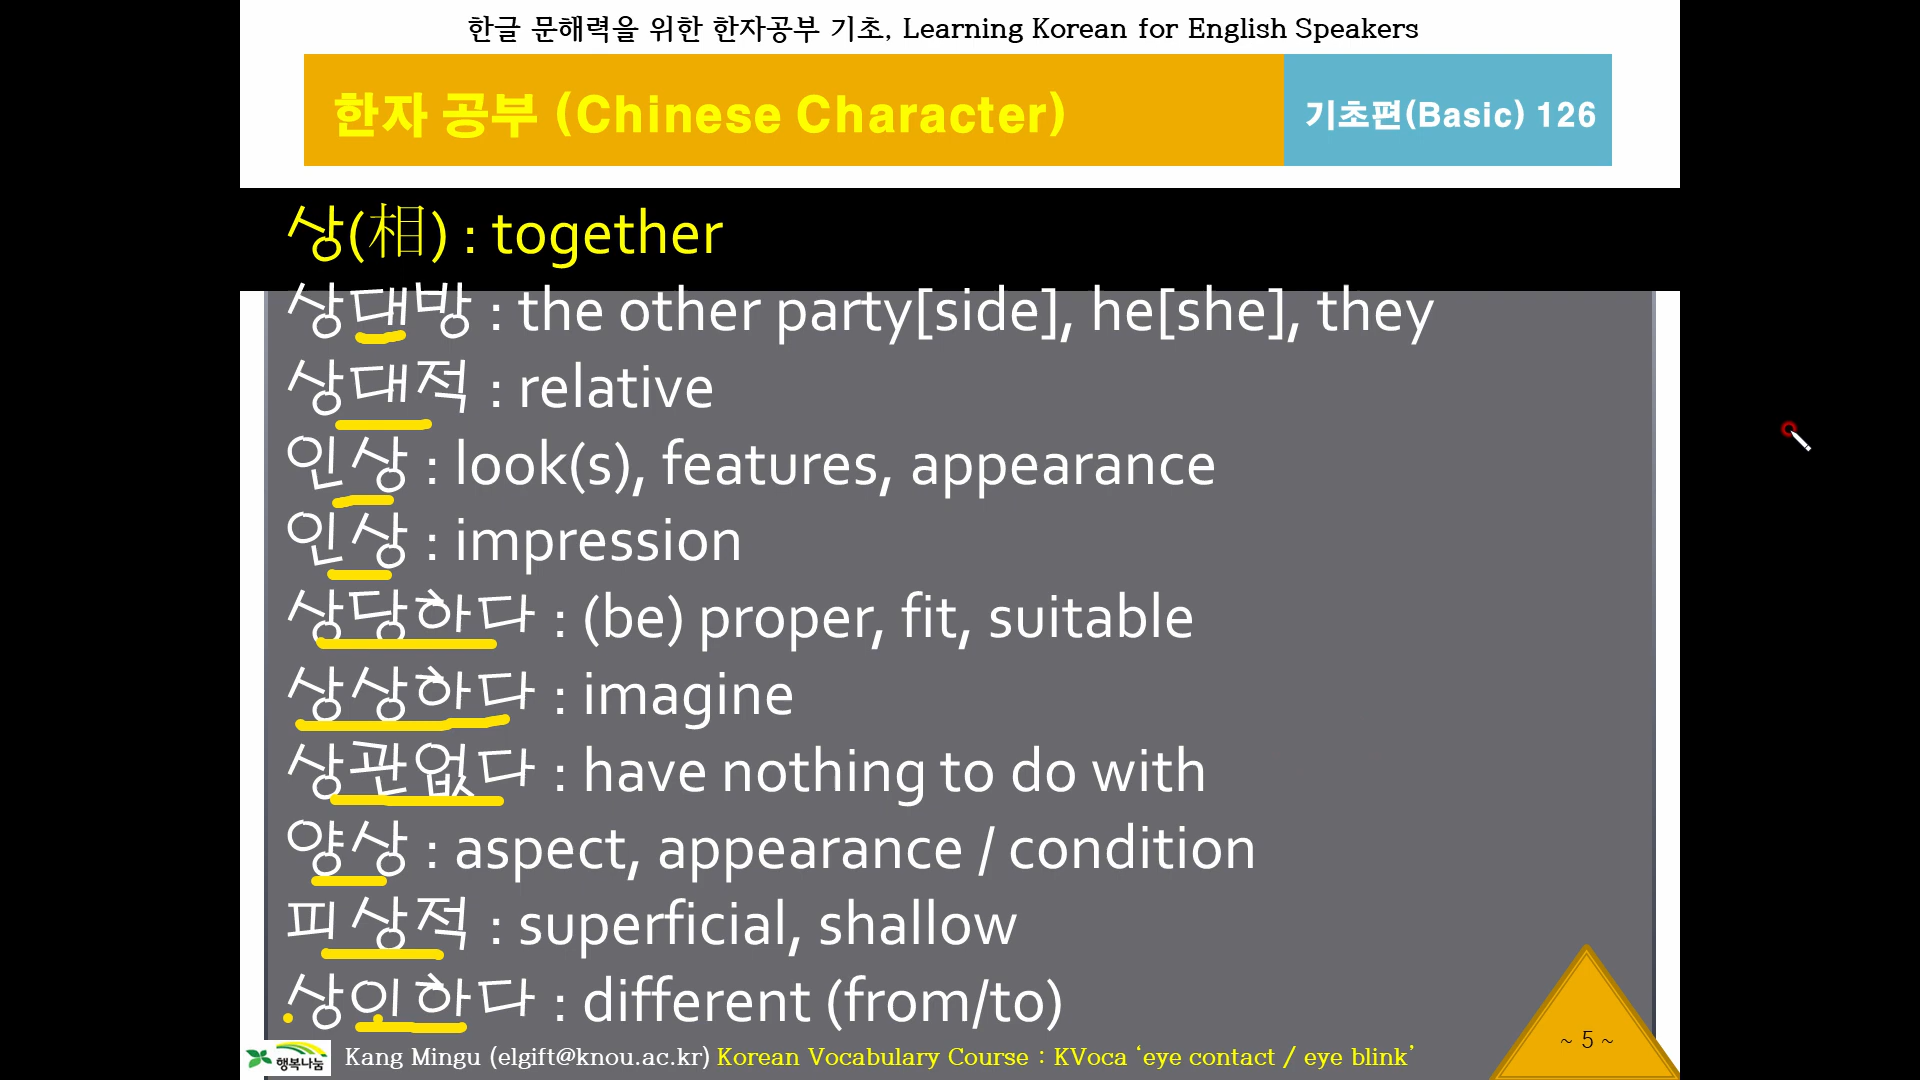 한글 문해력을 위한 한자공부 기초, Learning Korean for English Speakers
한자 공부 (Chinese Character)
기초편(Basic) 126
상(相) : together
상대방 : the other party[side], he[she], they
상대적 : relative
인상 : look(s), features, appearance
인상 : impression
상당하다 : (be) proper, fit, suitable
상상하다 : imagine
상관없다 : have nothing to do with
양상 : aspect, appearance / condition
피상적 : superficial, shallow
상이하다 : different (from/to)
행복나눔
Kang Mingu (elgift@knou.ac.kr) Korean Vocabulary Course : KVoca ‘eye contact / eye blink’
~ 5 ~